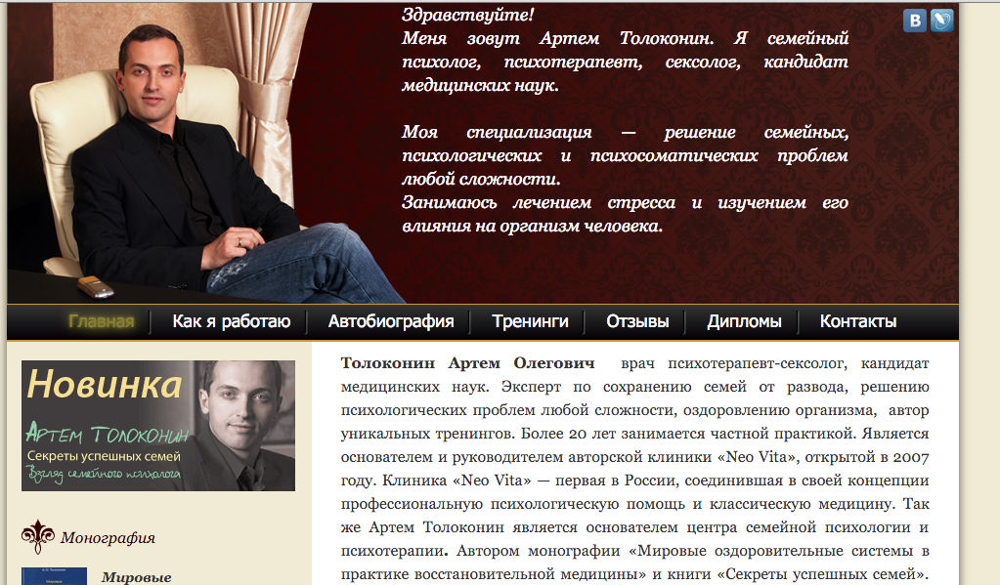 Здравствуйте!
Меня зовут Артем Толоконин. Я семейный
психолог, психотерапевт, сексолог, кандидат
медицинских наук.
Моя специализация — решение семейных,
психологических и психосоматических проблем
любой сложности.
Занимаюсь лечением стресса и изучением его
влияния на организм человека.
В
Главная
Как я работаю
Автобиография
Тренинги
Отзывы
Дипломы
Контакты
Новинка
Артем Толоконин
Секреты успешных семей
Взгляд семейного психолога
Монография
Мировые
Толоконин Артем Олегович врач психотерапевт-сексолог, кандидат
медицинских наук. Эксперт по сохранению семей от развода, решению
психологических проблем любой сложности, оздоровлению организма, автор
уникальных тренингов. Более 20 лет занимается частной практикой. Является
основателем и руководителем авторской клиники «Neo Vita», открытой в 2007
году. Клиника «Neo Vita» — первая в России, соединившая в своей концепции
профессиональную психологическую помощь и классическую медицину. Так
же Артем Толоконин является основателем центра семейной психологии и
психотерапии. Автором монографии «Мировые оздоровительные системы в
практике восстановительной медицины» и книги «Секреты успешных семей».